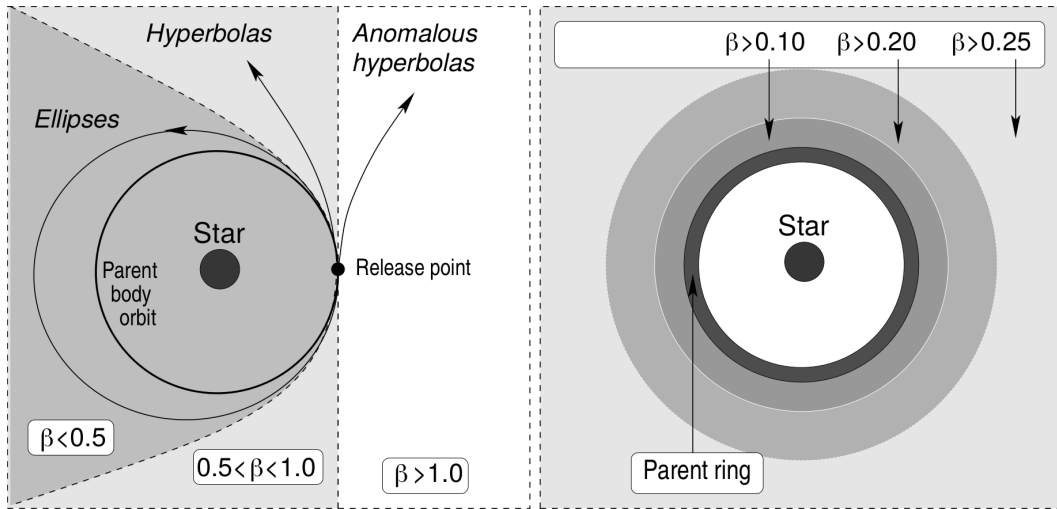 Hyperbolas
Anomalous
hyperbolas
Ellipses
Star
Parent
body
orbit
Release point
β<0.5
0.5<β<1.0
β>1.0
β>0.10 β>0.20 β>0.25
Star
Parent ring